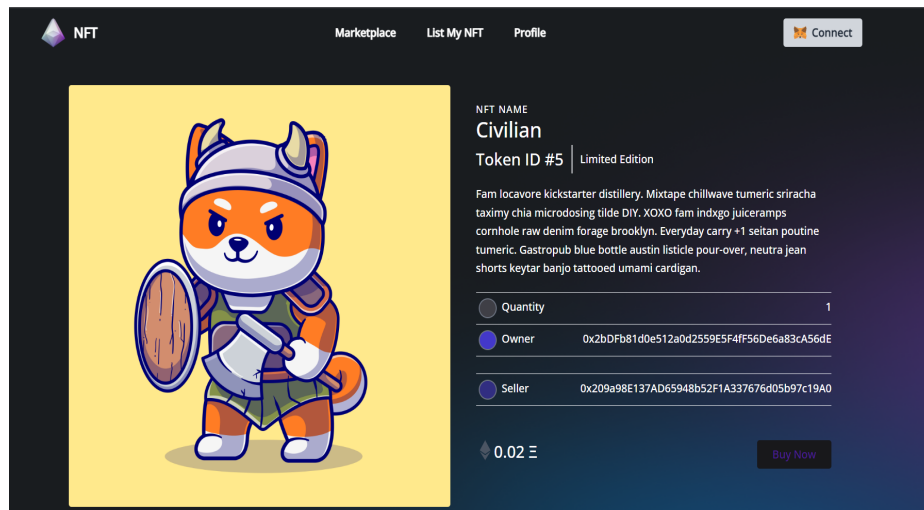 NFT
Marketplace List My NFT Profile
Connect
NFT NAME
Civilian
Token ID #5 Limited Edition
Fam locavore kickstarter distillery. Mixtape chillwave tumeric sriracha
taximy chia microdosing tilde DIY. XOXO fam indxgo juiceramps
cornhole raw denim forage brooklyn. Everyday carry +1 seitan poutine
tumeric. Gastropub blue bottle austin listicle pour-over, neutra jean
shorts keytar banjo tattooed umami cardigan.
Quantity 1
Owner 0x2bDFb81d0e512a0d2559E5F4fF56De6a83cA56dE
Seller 0x209a98E137AD65948b52F1A337676d05b97c19A0
0.02 Ξ
Buy Now